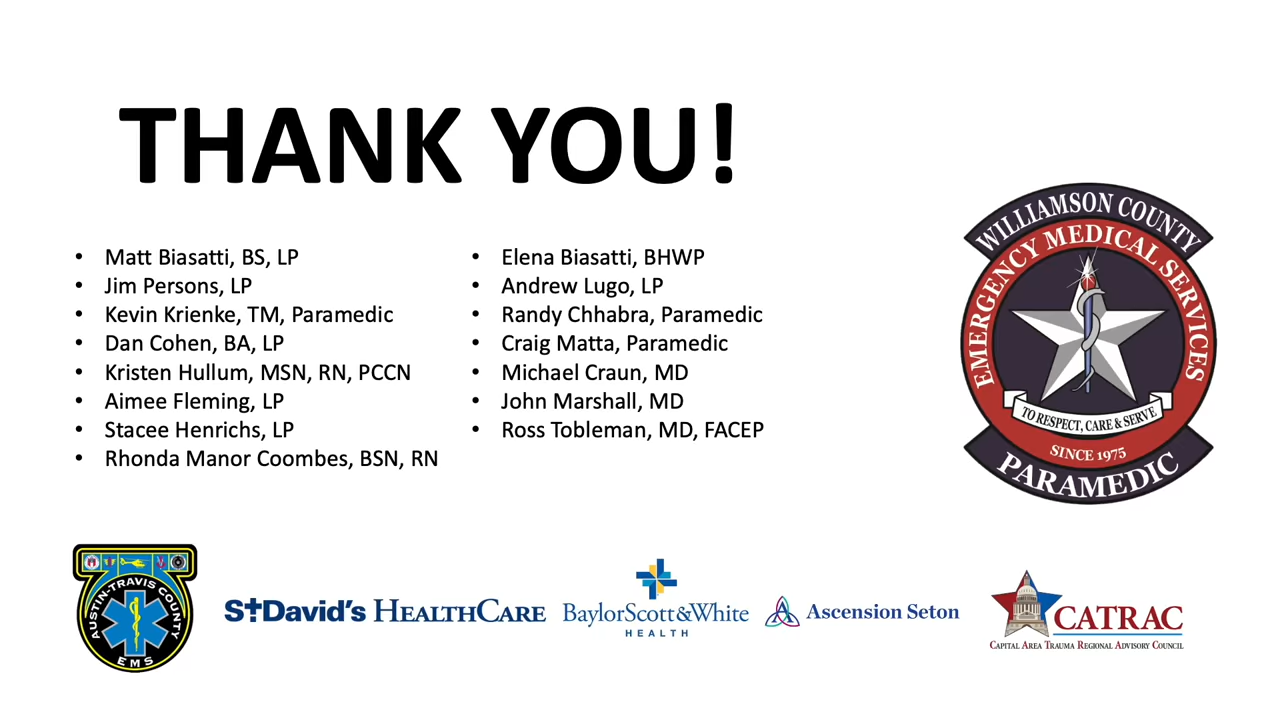 THANK YOU!
• Matt Biasatti, BS, LP
• Jim Persons, LP
• Kevin Krienke, TM, Paramedic
• Dan Cohen, BA, LP
• Kristen Hullum, MSN, RN, PCCN
• Aimee Fleming, LP
• Stacee Henrichs, LP
• Rhonda Manor Coombes, BSN, RN
• Elena Biasatti, BHWP
• Andrew Lugo, LP
• Randy Chhabra, Paramedic
• Craig Matta, Paramedic
• Michael Craun, MD
• John Marshall, MD
• Ross Tobleman, MD, FACEP
WILLIAMSON COUNTY
EMERGENCY MEDICAL SERVICES
TO RESPECT, CARE & SERVE
SINCE 1975
PARAMEDIC
AUSTIN-TRAVIS COUNTY
EMS
St David's HEALTHCARE
BaylorScott&White
HEALTH
Ascension Seton
CATRAC
CAPITAL AREA TRAUMA REGIONAL ADVISORY COUNCIL